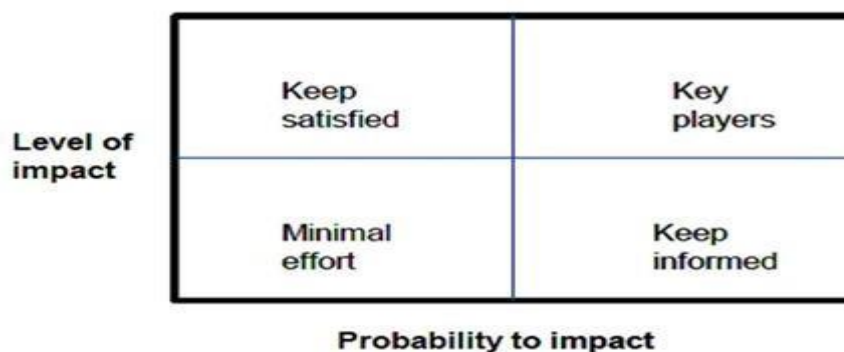 Keep
satisfied
Key
players
Level of
impact
Minimal
effort
Keep
informed
Probability to impact